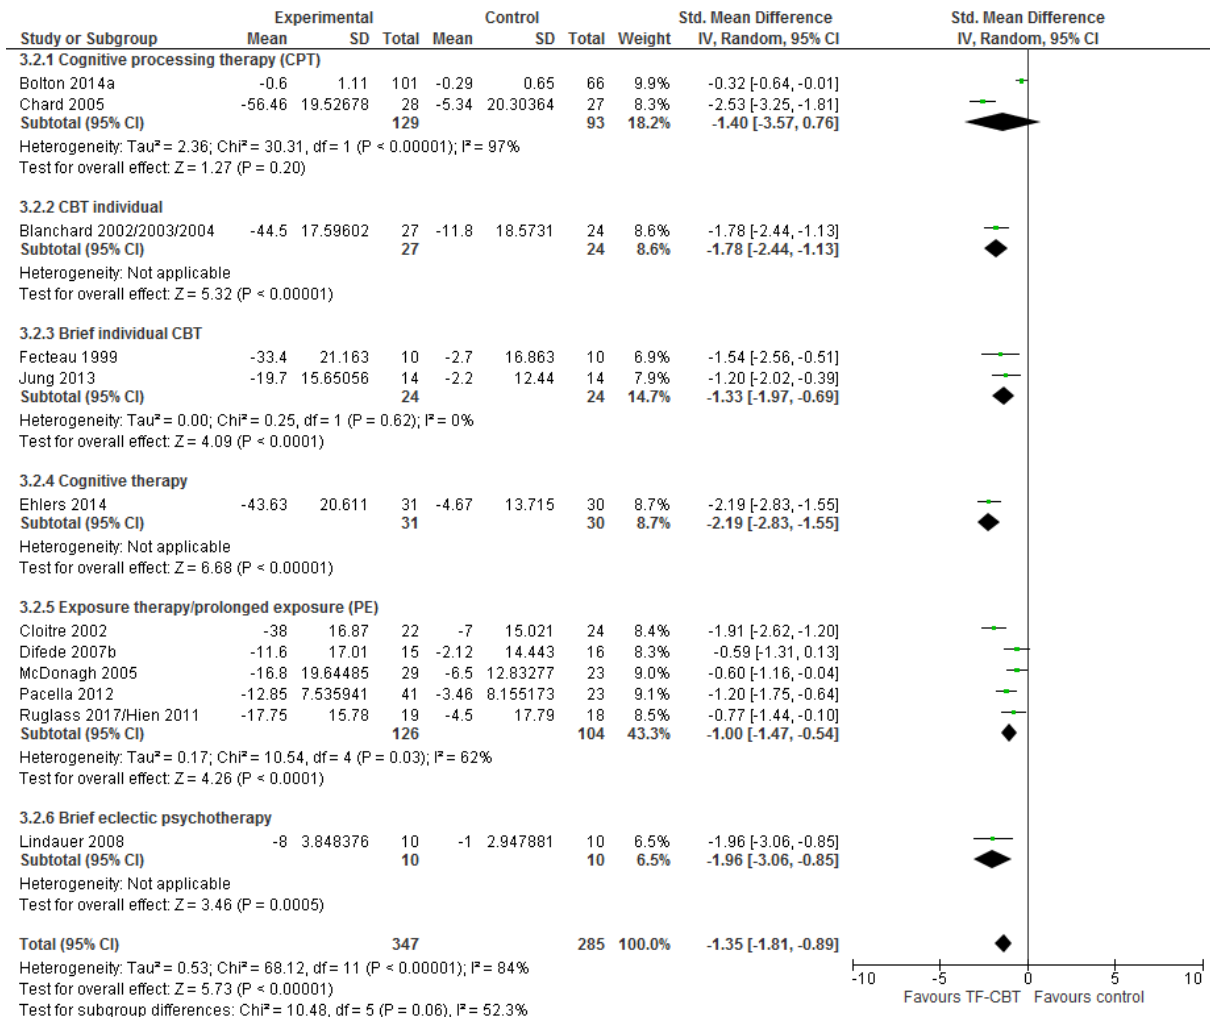 Experimental Control Std. Mean Difference Std. Mean Difference
Study or Subgroup Mean SD Total Mean SD Total Weight IV, Random, 95% CI IV, Random, 95% CI
3.2.1 Cognitive processing therapy (CPT)
Bolton 2014a -0.6 1.11 101 -0.29 0.65 66 9.9% -0.32 [-0.64, -0.01]
Chard 2005 -56.46 19.52678 28 -5.34 20.30364 27 8.3% -2.53 [-3.25, -1.81]
Subtotal (95% CI) 129 93 18.2% -1.40 [-3.57, 0.76]
Heterogeneity: Tau² = 2.36; Chi² = 30.31, df = 1 (P < 0.00001); I² = 97%
Test for overall effect: Z = 1.27 (P = 0.20)
3.2.2 CBT individual
Blanchard 2002/2003/2004 -44.5 17.59602 27 -11.8 18.5731 24 8.6% -1.78 [-2.44, -1.13]
Subtotal (95% CI) 27 24 8.6% -1.78 [-2.44, -1.13]
Heterogeneity: Not applicable
Test for overall effect: Z = 5.32 (P < 0.00001)
3.2.3 Brief individual CBT
Fecteau 1999 -33.4 21.163 10 -2.7 16.863 10 6.9% -1.54 [-2.56, -0.51]
Jung 2013 -19.7 15.65056 14 -2.2 12.44 14 7.9% -1.20 [-2.02, -0.39]
Subtotal (95% CI) 24 24 14.7% -1.33 [-1.97, -0.69]
Heterogeneity: Tau² = 0.00; Chi² = 0.25, df = 1 (P = 0.62); I² = 0%
Test for overall effect: Z = 4.09 (P < 0.0001)
3.2.4 Cognitive therapy
Ehlers 2014 -43.63 20.611 31 -4.67 13.715 30 8.7% -2.19 [-2.83, -1.55]
Subtotal (95% CI) 31 30 8.7% -2.19 [-2.83, -1.55]
Heterogeneity: Not applicable
Test for overall effect: Z = 6.68 (P < 0.00001)
3.2.5 Exposure therapy/prolonged exposure (PE)
Cloitre 2002 -38 16.87 22 -7 15.021 24 8.4% -1.91 [-2.62, -1.20]
Difede 2007b -11.6 17.01 15 -2.12 14.443 16 8.3% -0.59 [-1.31, 0.13]
McDonagh 2005 -16.8 19.64485 29 -6.5 12.83277 23 9.0% -0.60 [-1.16, -0.04]
Pacella 2012 -12.85 7.535941 41 -3.46 8.155173 23 9.1% -1.20 [-1.75, -0.64]
Ruglass 2017/Hien 2011 -17.75 15.78 19 -4.5 17.79 18 8.5% -0.77 [-1.44, -0.10]
Subtotal (95% CI) 126 104 43.3% -1.00 [-1.47, -0.54]
Heterogeneity: Tau² = 0.17; Chi² = 10.54, df = 4 (P = 0.03); I² = 62%
Test for overall effect: Z = 4.26 (P < 0.0001)
3.2.6 Brief eclectic psychotherapy
Lindauer 2008 -8 3.848376 10 -1 2.947881 10 6.5% -1.96 [-3.06, -0.85]
Subtotal (95% CI) 10 10 6.5% -1.96 [-3.06, -0.85]
Heterogeneity: Not applicable
Test for overall effect: Z = 3.46 (P = 0.0005)
Total (95% CI) 347 285 100.0% -1.35 [-1.81, -0.89]
Heterogeneity: Tau² = 0.53; Chi² = 68.12, df = 11 (P < 0.00001); I² = 84%
Test for overall effect: Z = 5.73 (P < 0.00001)
Test for subgroup differences: Chi² = 10.48, df = 5 (P = 0.06), I² = 52.3%
-10 -5 0 5 10
Favours TF-CBT Favours control